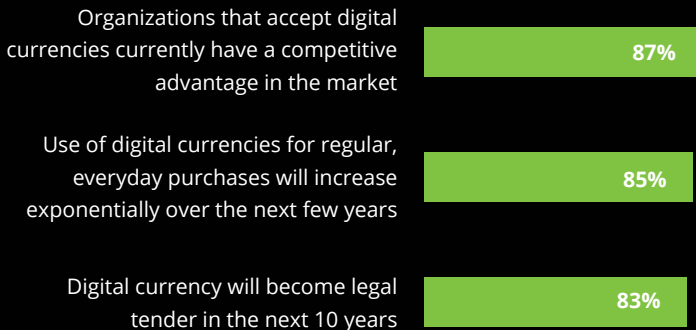 Organizations that accept digital
currencies currently have a competitive
advantage in the market
87%
Use of digital currencies for regular,
everyday purchases will increase
exponentially over the next few years
85%
Digital currency will become legal
tender in the next 10 years
83%